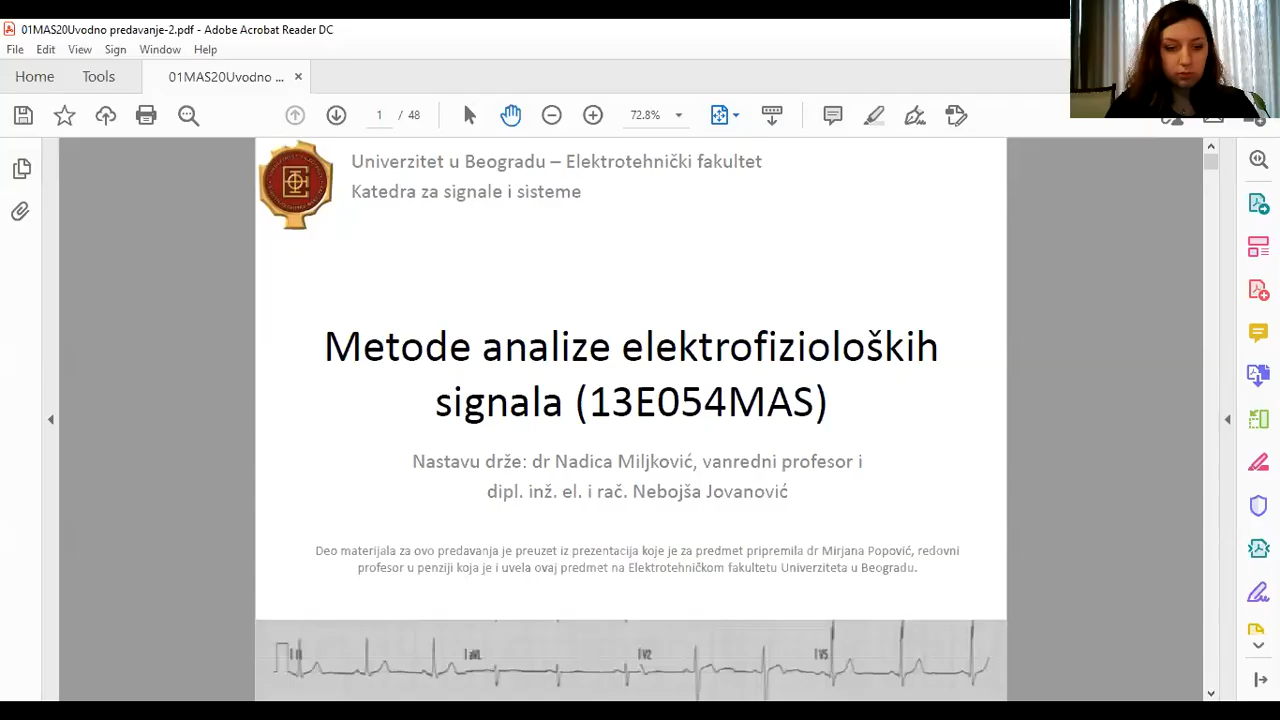 01MAS20Uvodno predavanje-2.pdf - Adobe Acrobat Reader DC
File Edit View Sign Window Help
Home Tools 01MAS20Uvodno ... ×
1 / 48 72.8%
Univerzitet u Beogradu – Elektrotehnički fakultet
Katedra za signale i sisteme
Metode analize elektrofizioloških
signala (13E054MAS)
Nastavu drže: dr Nadica Miljković, vanredni profesor i
dipl. inž. el. i rač. Nebojša Jovanović
Deo materijala za ovo predavanja je preuzet iz prezentacija koje je za predmet pripremila dr Mirjana Popović, redovni
profesor u penziji koja je i uvela ovaj predmet na Elektrotehničkom fakultetu Univerziteta u Beogradu.
aVL V2 V5